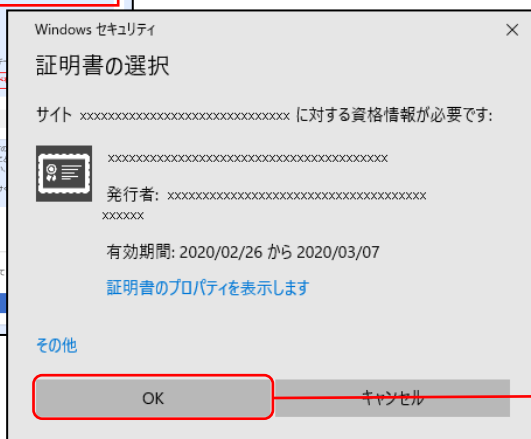 Windows セキュリティ
証明書の選択
サイト xxxxxxxxxxxxxxxxxxxxxxxxxxxxxx に対する資格情報が必要です:
xxxxxxxxxxxxxxxxxxxxxxxxxxxxxxxxxxxxxxxx
発行者: xxxxxxxxxxxxxxxxxxxxxxxxxxxxxxxxxxxxx
xxxxxx
有効期間: 2020/02/26 から 2020/03/07
証明書のプロパティを表示します
その他
OK
キャンセル